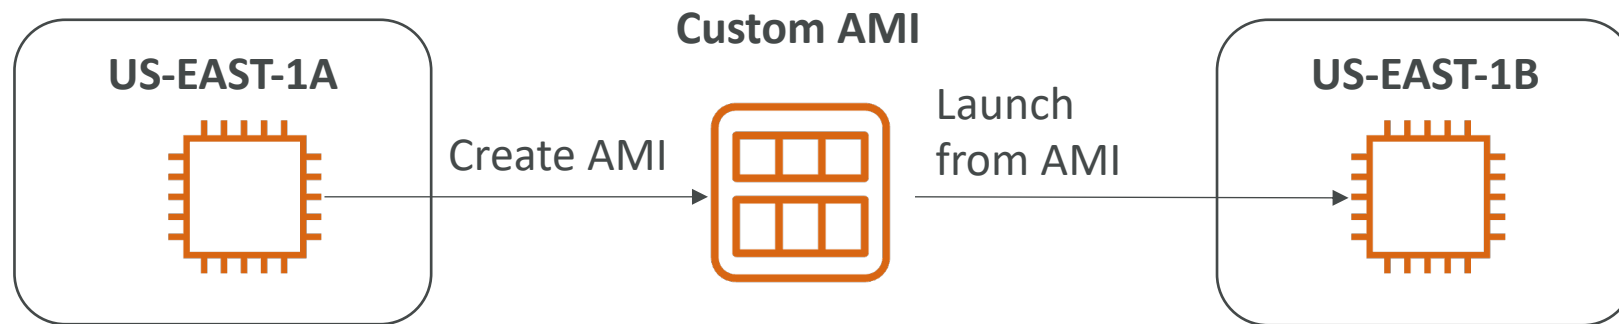 Custom AMI
US-EAST-1A
Create AMI
Launch
from AMI
US-EAST-1B